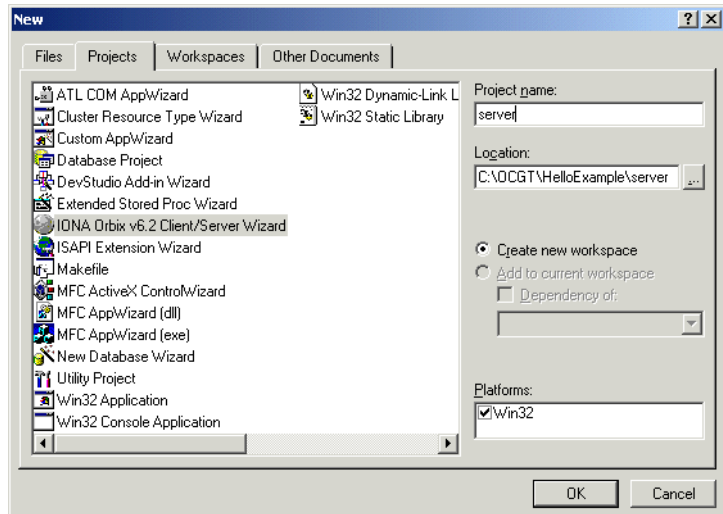 New
Files Projects Workspaces Other Documents
ATL COM AppWizard
Cluster Resource Type Wizard
Custom AppWizard
Database Project
DevStudio Add-in Wizard
Extended Stored Proc Wizard
IONA Orbix v6.2 Client/Server Wizard
ISAPI Extension Wizard
Makefile
MFC ActiveX ControlWizard
MFC AppWizard (dll)
MFC AppWizard (exe)
New Database Wizard
Utility Project
Win32 Application
Win32 Console Application
Win32 Dynamic-Link L
Win32 Static Library
Project name:
server
Location:
C:\OCGT\HelloExample\server
...
Create new workspace
Add to current workspace
Dependency of:
Platforms:
Win32
OK Cancel